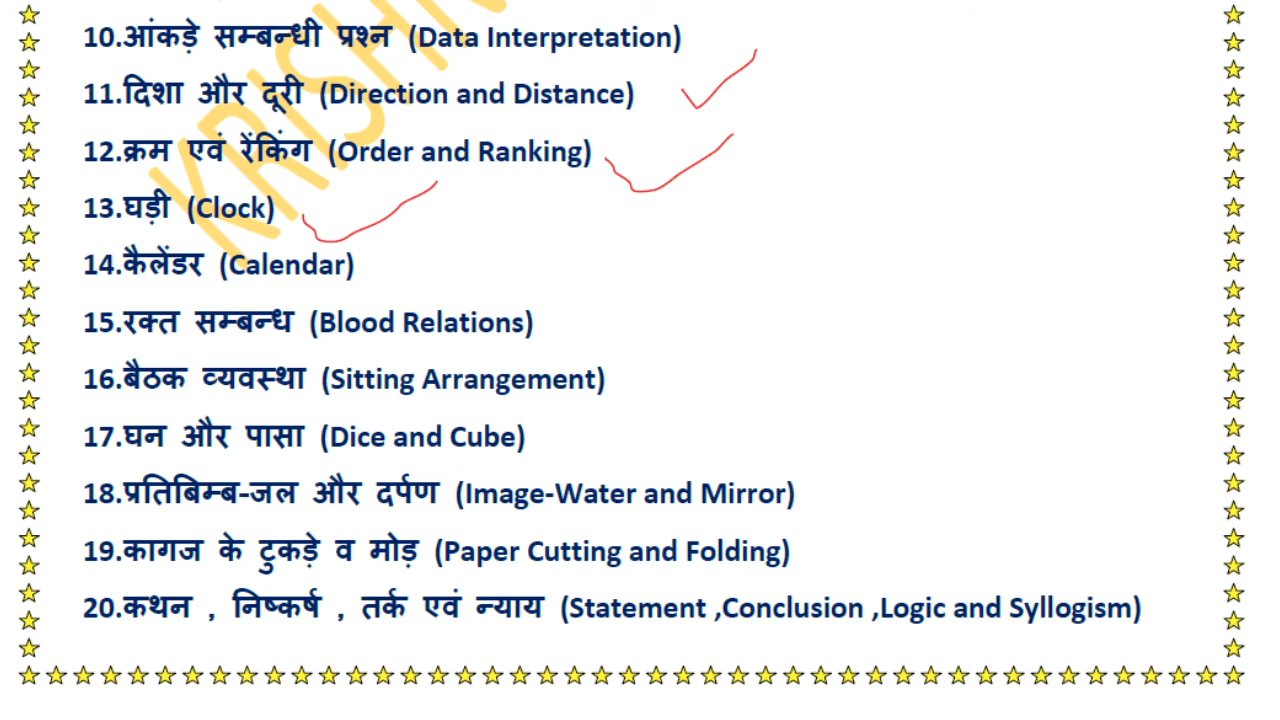 10.आंकड़े सम्बन्धी प्रश्न (Data Interpretation)
11.दिशा और दूरी (Direction and Distance)
12.क्रम एवं रेंकिंग (Order and Ranking)
13.घड़ी (Clock)
14.कैलेंडर (Calendar)
15.रक्त सम्बन्ध (Blood Relations)
16.बैठक व्यवस्था (Sitting Arrangement)
17.घन और पासा (Dice and Cube)
18.प्रतिबिम्ब-जल और दर्पण (Image-Water and Mirror)
19.कागज के टुकड़े व मोड़ (Paper Cutting and Folding)
20.कथन , निष्कर्ष , तर्क एवं न्याय (Statement ,Conclusion ,Logic and Syllogism)